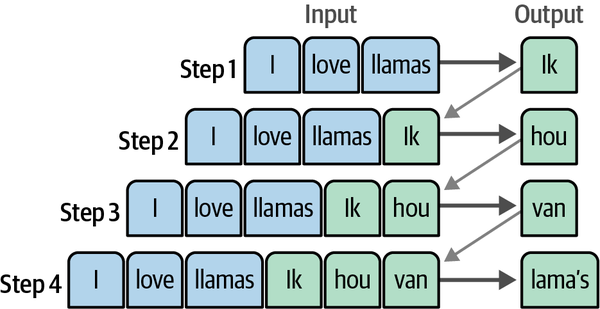 Input Output
Step 1 I love llamas Ik
Step 2 I love llamas Ik hou
Step 3 I love llamas Ik hou van
Step 4 I love llamas Ik hou van lama's